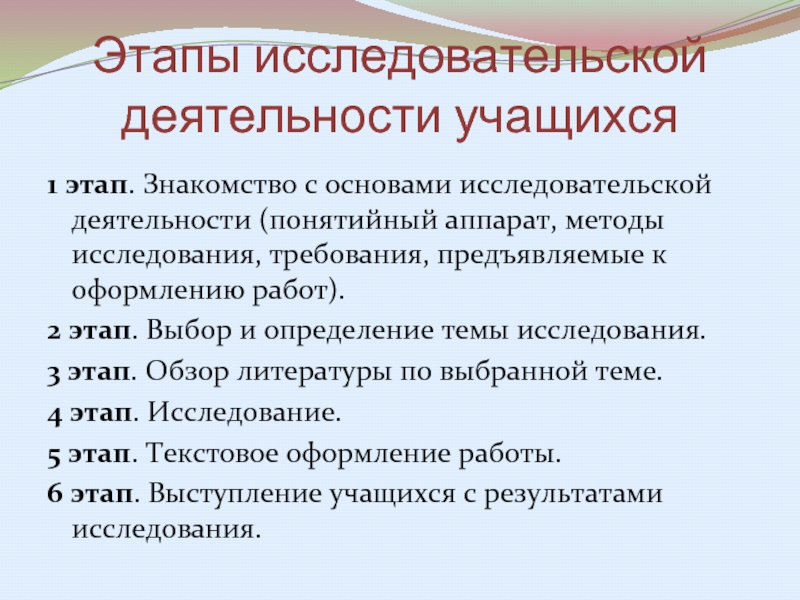 Этапы исследовательской
деятельности учащихся
1 этап. Знакомство с основами исследовательской
деятельности (понятийный аппарат, методы
исследования, требования, предъявляемые к
оформлению работ).
2 этап. Выбор и определение темы исследования.
3 этап. Обзор литературы по выбранной теме.
4 этап. Исследование.
5 этап. Текстовое оформление работы.
6 этап. Выступление учащихся с результатами
исследования.